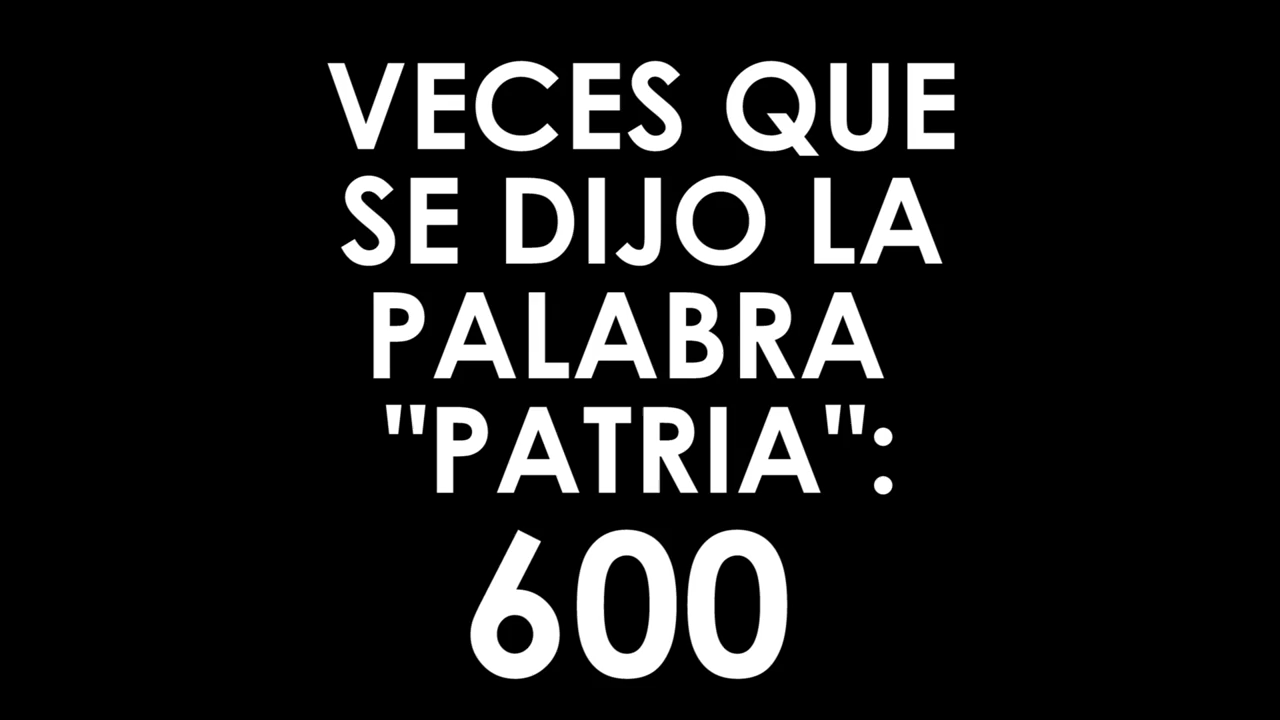 VECES QUE
SE DIJO LA
PALABRA
"PATRIA":
600